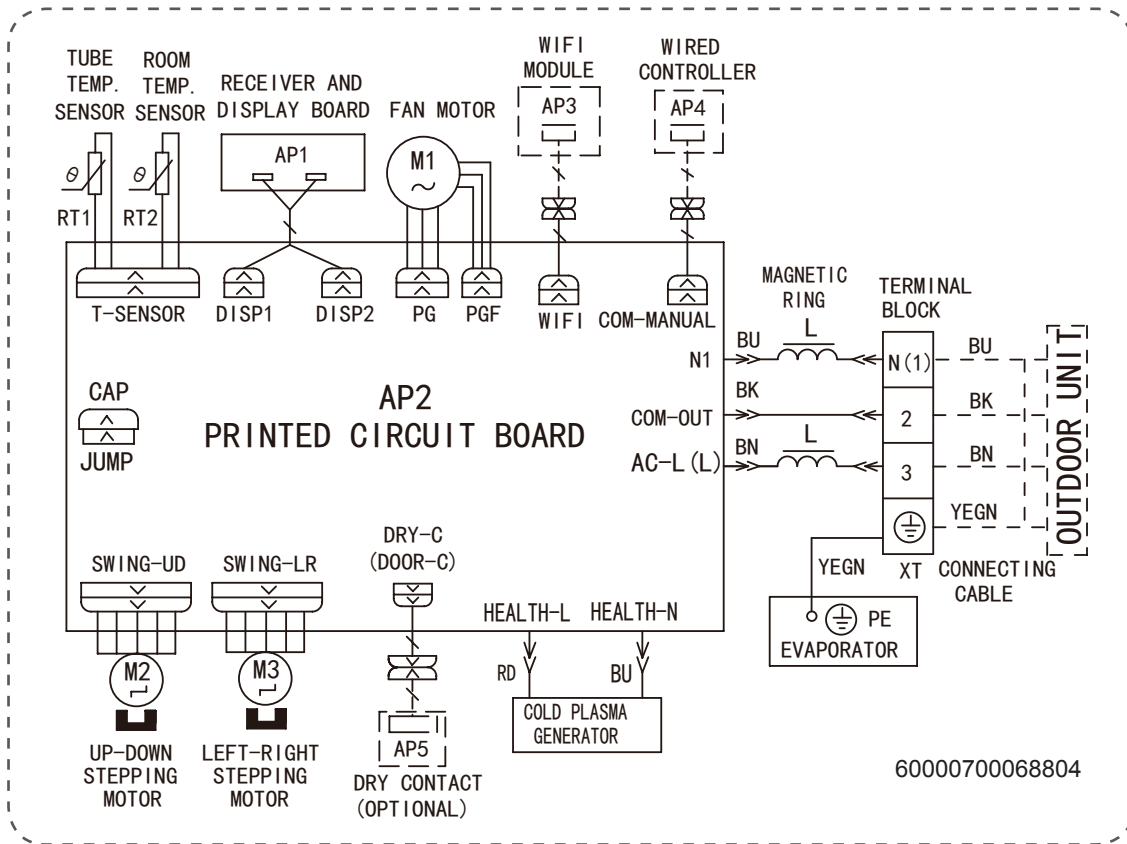 TUBE
TEMP.
SENSOR
ROOM
TEMP.
SENSOR
RECEIVER AND
DISPLAY BOARD
FAN MOTOR
WIFI
MODULE
WIRED
CONTROLLER
AP1
M1
AP3
AP4
θ
θ
RT1
RT2
T-SENSOR
DISP1
DISP2
PG
PGF
WIFI
COM-MANUAL
MAGNETIC
RING
TERMINAL
BLOCK
N1
BU
L
N(1)
BU
CAP
JUMP
AP2
PRINTED CIRCUIT BOARD
COM-OUT
BK
2
BK
AC-L(L)
BN
L
3
BN
YEGN
OUTDOOR UNIT
YEGN
XT
CONNECTING
CABLE
PE
EVAPORATOR
SWING-UD
SWING-LR
DRY-C
(DOOR-C)
HEALTH-L
HEALTH-N
M2
M3
RD
BU
COLD PLASMA
GENERATOR
AP5
UP-DOWN
STEPPING
MOTOR
LEFT-RIGHT
STEPPING
MOTOR
DRY CONTACT
(OPTIONAL)
60000700068804